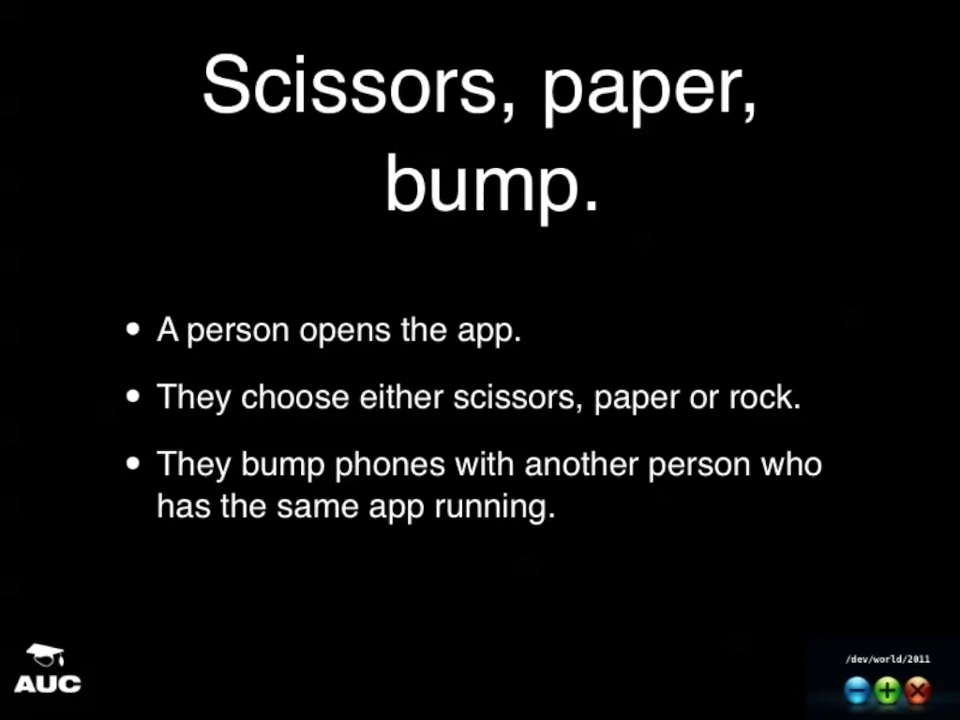 Scissors, paper,
bump.
• A person opens the app.
• They choose either scissors, paper or rock.
• They bump phones with another person who
has the same app running.
AUC
/dev/world/2011